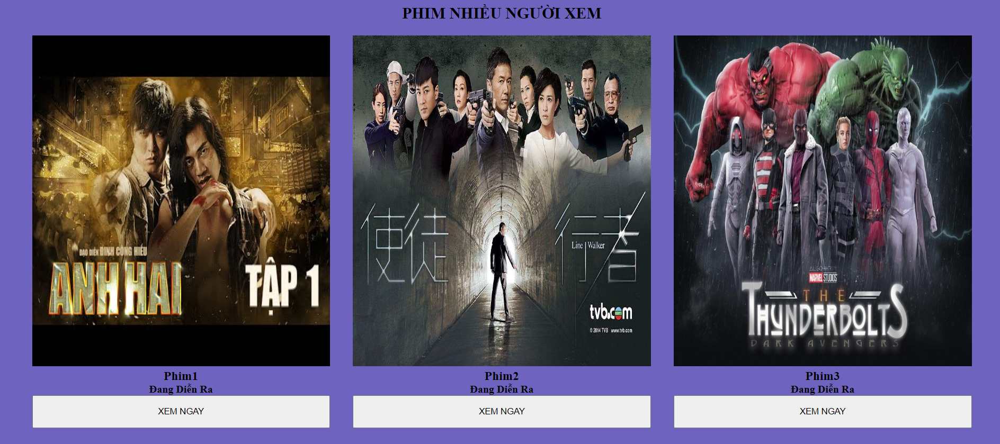 PHIM NHIỀU NGƯỜI XEM
ĐẠO DIỄN ĐINH CÔNG HIẾU
ANH HAI
TẬP 1
使徒行者
Line Walker
tvb.com
© 2014 TVB www.tvb.com
MARVEL STUDIOS
THE
THUNDERBOLTS
DARK AVENGERS
Phim1
Đang Diễn Ra
XEM NGAY
Phim2
Đang Diễn Ra
XEM NGAY
Phim3
Đang Diễn Ra
XEM NGAY